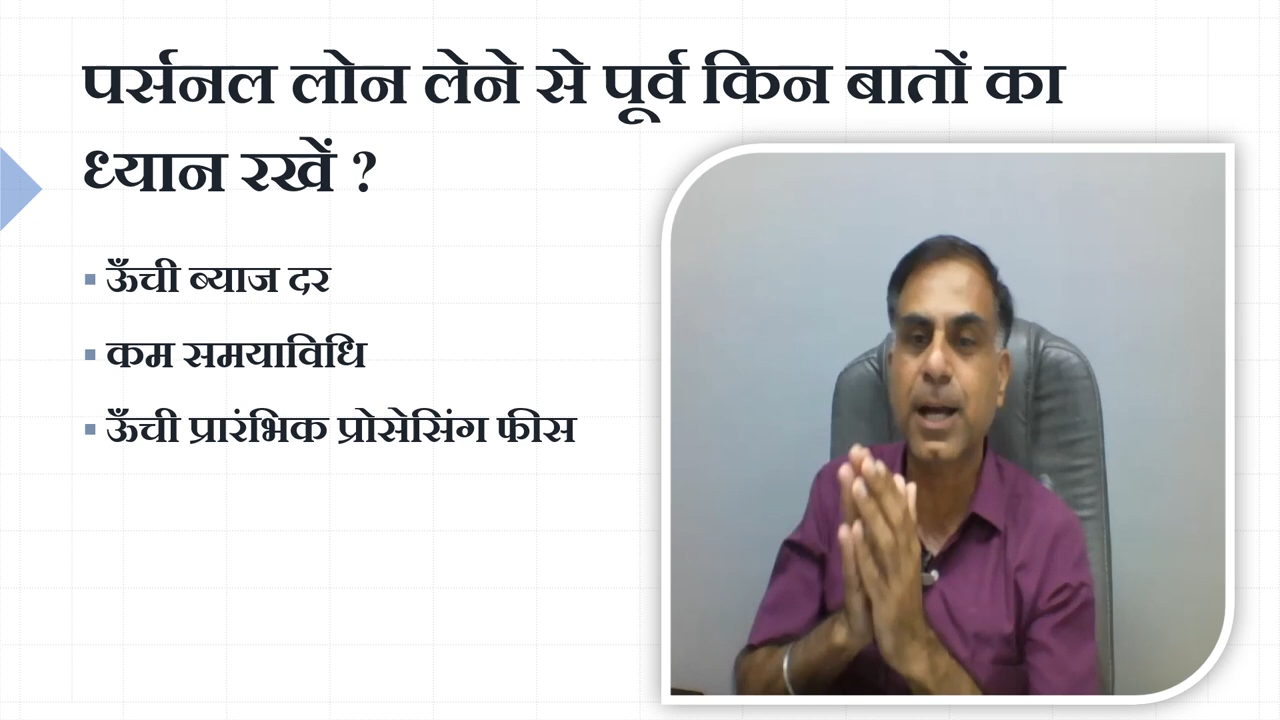 पर्सनल लोन लेने से पूर्व किन बातों का
ध्यान रखें ?
ऊँची ब्याज दर
कम समयाविधि
ऊँची प्रारंभिक प्रोसेसिंग फीस